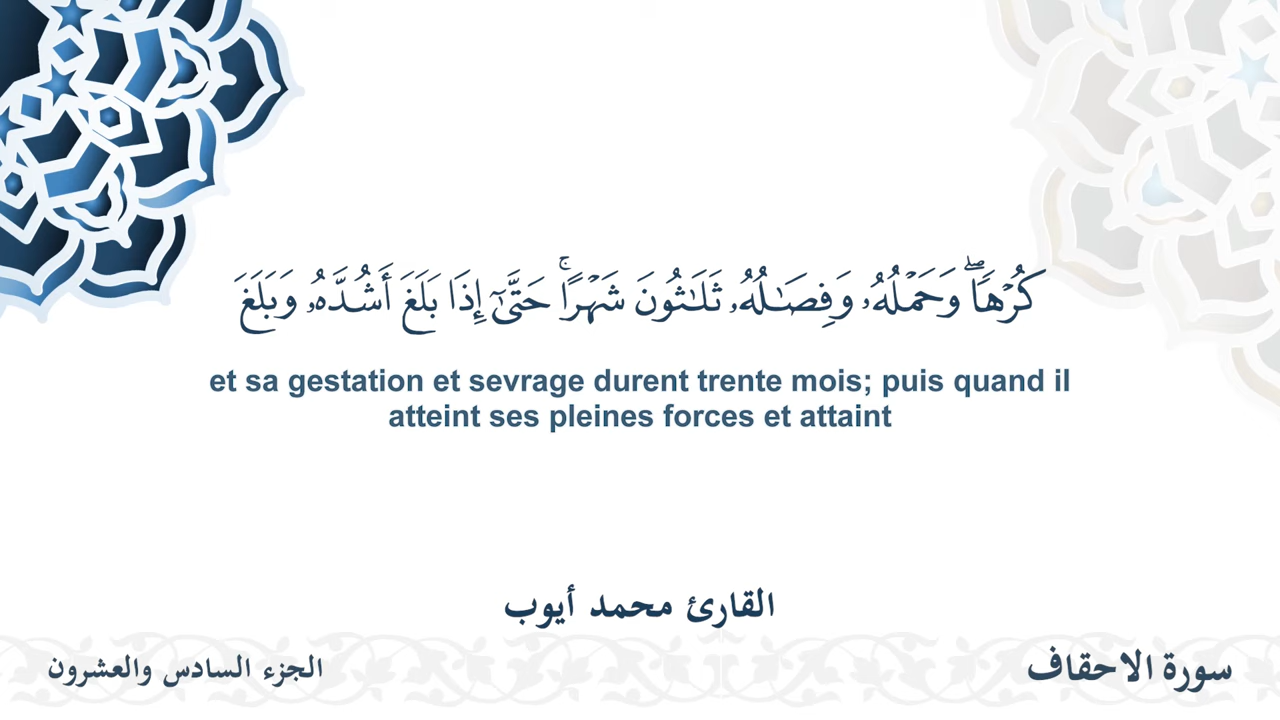 كُرۡهٗاۖ وَحَمۡلُهُۥ وَفِصَٰلُهُۥ ثَلَٰثُونَ شَهۡرًاۚ حَتَّىٰٓ إِذَا بَلَغَ أَشُدَّهُۥ وَبَلَغَ
et sa gestation et sevrage durent trente mois; puis quand il
atteint ses pleines forces et attaint
القارئ محمد أيوب
سورة الاحقاف
الجزء السادس والعشرون